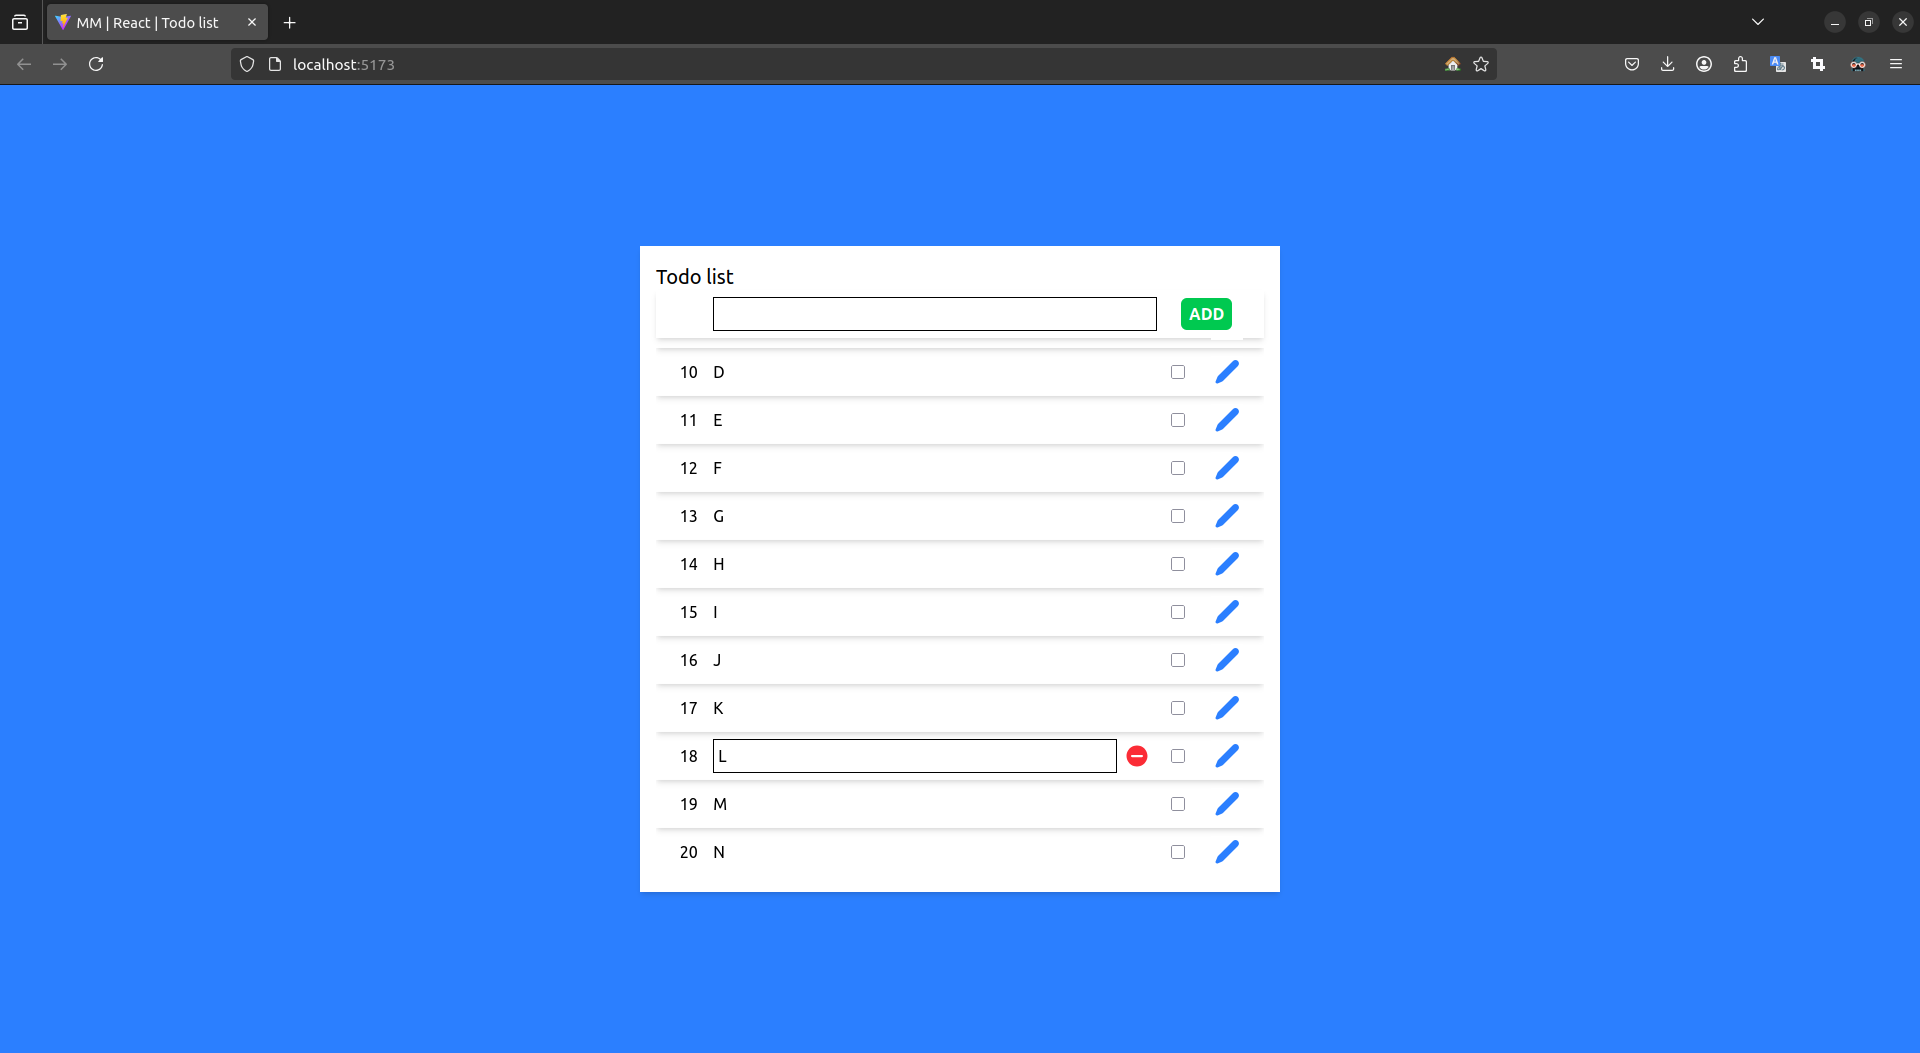 MM | React | Todo list
localhost:5173
Todo list
ADD
10 D
11 E
12 F
13 G
14 H
15 I
16 J
17 K
18 L
19 M
20 N